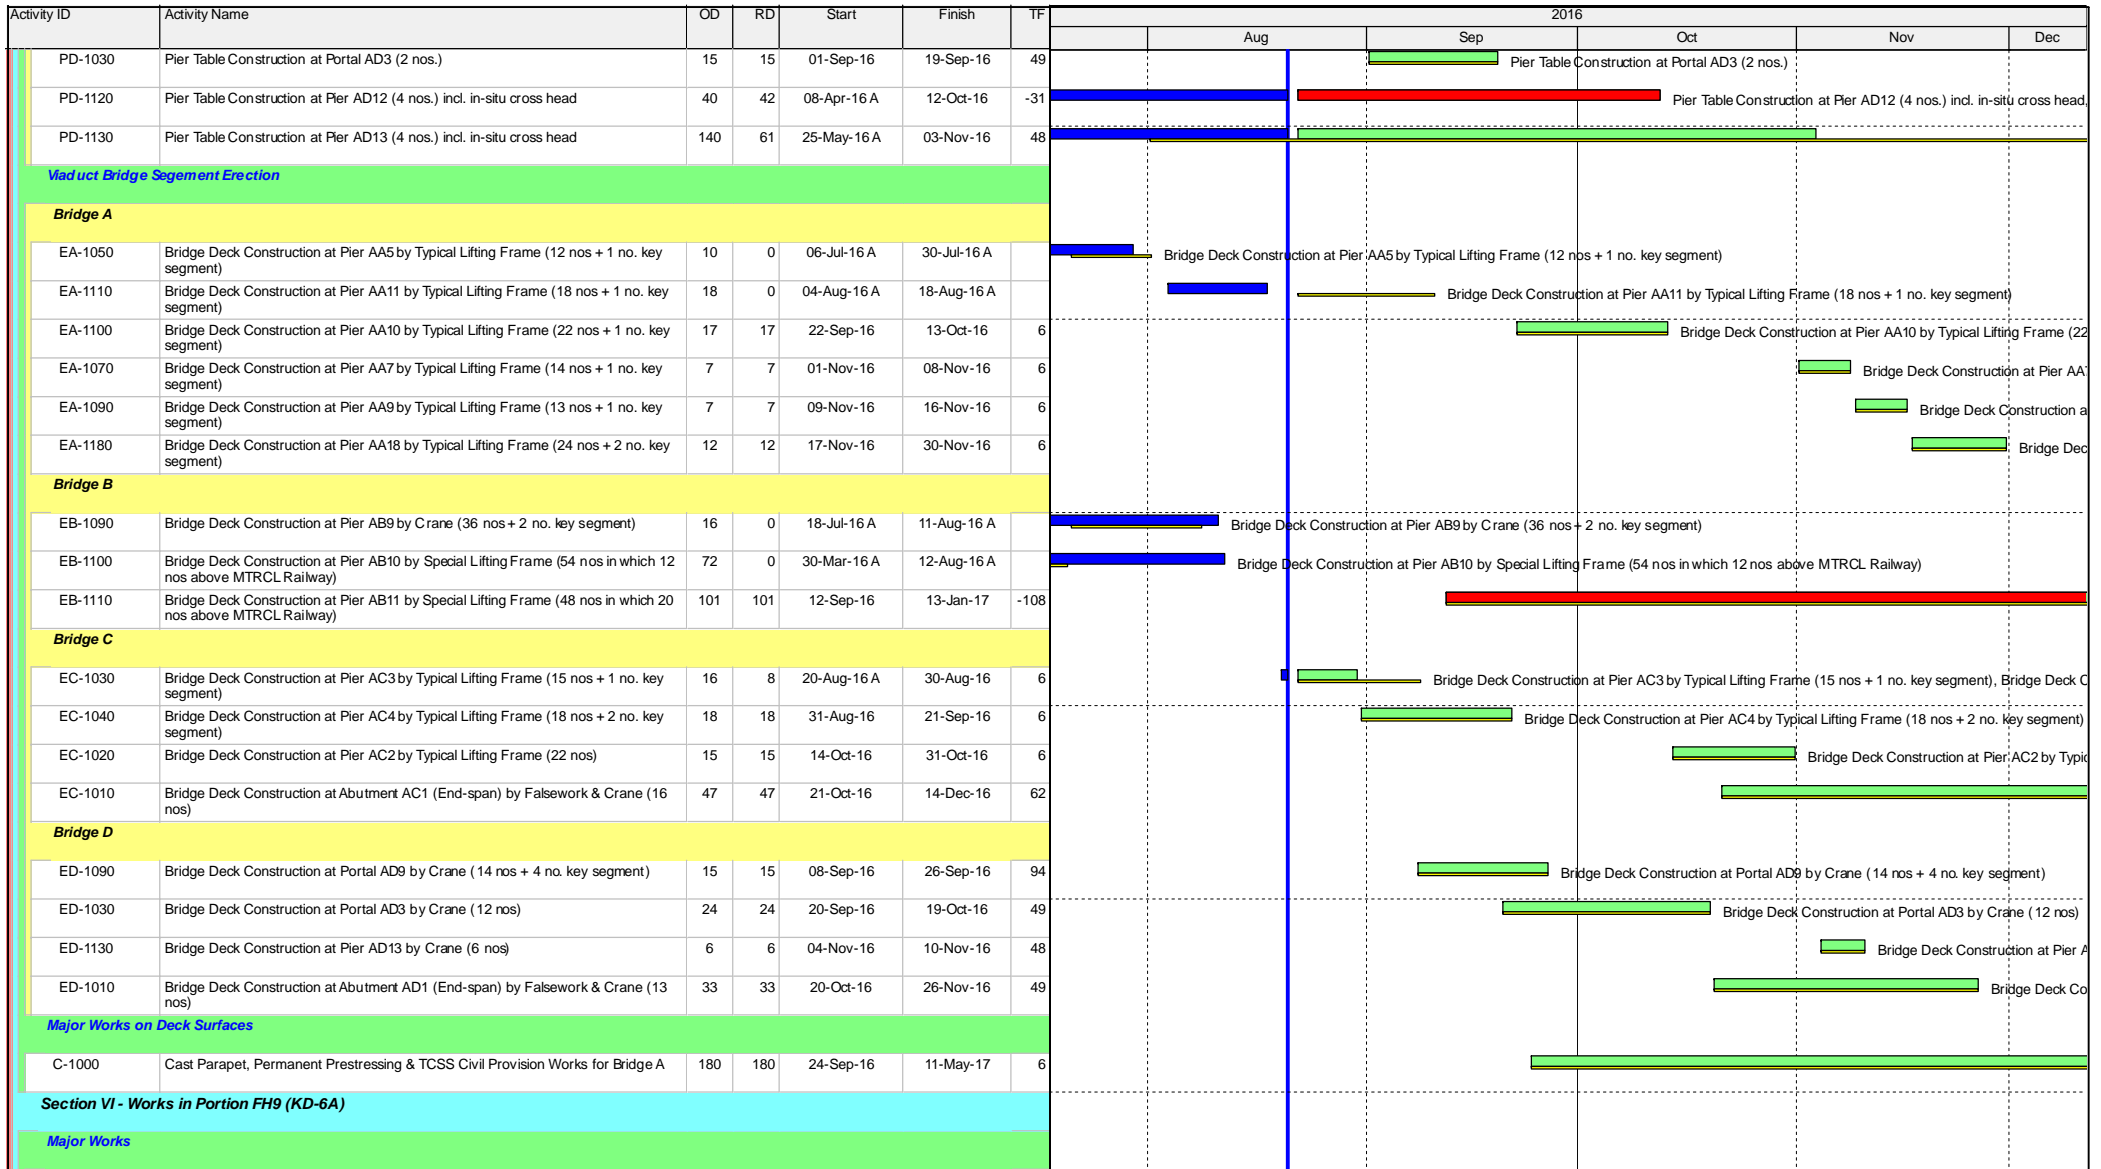 Activity ID Activity Name OD RD Start Finish TF 2016
Aug Sep Oct Nov Dec
PD-1030 Pier Table Construction at Portal AD3 (2 nos.) 15 15 01-Sep-16 19-Sep-16 49 Pier Table Construction at Portal AD3 (2 nos.)
PD-1120 Pier Table Construction at Pier AD12 (4 nos.) incl. in-situ cross head 40 42 08-Apr-16 A 12-Oct-16 -31 Pier Table Construction at Pier AD12 (4 nos.) incl. in-situ cross head,
PD-1130 Pier Table Construction at Pier AD13 (4 nos.) incl. in-situ cross head 140 61 25-May-16 A 03-Nov-16 48
Viaduct Bridge Segement Erection
Bridge A
EA-1050 Bridge Deck Construction at Pier AA5 by Typical Lifting Frame (12 nos + 1 no. key 10 0 06-Jul-16 A 30-Jul-16 A Bridge Deck Construction at Pier AA5 by Typical Lifting Frame (12 nos + 1 no. key segment)
segment)
EA-1110 Bridge Deck Construction at Pier AA11 by Typical Lifting Frame (18 nos + 1 no. key 18 0 04-Aug-16 A 18-Aug-16 A Bridge Deck Construction at Pier AA11 by Typical Lifting Frame (18 nos + 1 no. key segment)
segment)
EA-1100 Bridge Deck Construction at Pier AA10 by Typical Lifting Frame (22 nos + 1 no. key 17 17 22-Sep-16 13-Oct-16 6 Bridge Deck Construction at Pier AA10 by Typical Lifting Frame (22
segment)
EA-1070 Bridge Deck Construction at Pier AA7 by Typical Lifting Frame (14 nos + 1 no. key 7 7 01-Nov-16 08-Nov-16 6 Bridge Deck Construction at Pier AA7
segment)
EA-1090 Bridge Deck Construction at Pier AA9 by Typical Lifting Frame (13 nos + 1 no. key 7 7 09-Nov-16 16-Nov-16 6 Bridge Deck Construction a
segment)
EA-1180 Bridge Deck Construction at Pier AA18 by Typical Lifting Frame (24 nos + 2 no. key 12 12 17-Nov-16 30-Nov-16 6 Bridge Dec
segment)
Bridge B
EB-1090 Bridge Deck Construction at Pier AB9 by Crane (36 nos + 2 no. key segment) 16 0 18-Jul-16 A 11-Aug-16 A Bridge Deck Construction at Pier AB9 by Crane (36 nos + 2 no. key segment)
EB-1100 Bridge Deck Construction at Pier AB10 by Special Lifting Frame (54 nos in which 12 72 0 30-Mar-16 A 12-Aug-16 A Bridge Deck Construction at Pier AB10 by Special Lifting Frame (54 nos in which 12 nos above MTRCL Railway)
nos above MTRCL Railway)
EB-1110 Bridge Deck Construction at Pier AB11 by Special Lifting Frame (48 nos in which 20 101 101 12-Sep-16 13-Jan-17 -108
nos above MTRCL Railway)
Bridge C
EC-1030 Bridge Deck Construction at Pier AC3 by Typical Lifting Frame (15 nos + 1 no. key 16 8 20-Aug-16 A 30-Aug-16 6 Bridge Deck Construction at Pier AC3 by Typical Lifting Frame (15 nos + 1 no. key segment), Bridge Deck C
segment)
EC-1040 Bridge Deck Construction at Pier AC4 by Typical Lifting Frame (18 nos + 2 no. key 18 18 31-Aug-16 21-Sep-16 6 Bridge Deck Construction at Pier AC4 by Typical Lifting Frame (18 nos + 2 no. key segment)
segment)
EC-1020 Bridge Deck Construction at Pier AC2 by Typical Lifting Frame (22 nos) 15 15 14-Oct-16 31-Oct-16 6 Bridge Deck Construction at Pier AC2 by Typic
EC-1010 Bridge Deck Construction at Abutment AC1 (End-span) by Falsework & Crane (16 47 47 21-Oct-16 14-Dec-16 62
nos)
Bridge D
ED-1090 Bridge Deck Construction at Portal AD9 by Crane (14 nos + 4 no. key segment) 15 15 08-Sep-16 26-Sep-16 94 Bridge Deck Construction at Portal AD9 by Crane (14 nos + 4 no. key segment)
ED-1030 Bridge Deck Construction at Portal AD3 by Crane (12 nos) 24 24 20-Sep-16 19-Oct-16 49 Bridge Deck Construction at Portal AD3 by Crane (12 nos)
ED-1130 Bridge Deck Construction at Pier AD13 by Crane (6 nos) 6 6 04-Nov-16 10-Nov-16 48 Bridge Deck Construction at Pier A
ED-1010 Bridge Deck Construction at Abutment AD1 (End-span) by Falsework & Crane (13 33 33 20-Oct-16 26-Nov-16 49 Bridge Deck Co
nos)
Major Works on Deck Surfaces
C-1000 Cast Parapet, Permanent Prestressing & TCSS Civil Provision Works for Bridge A 180 180 24-Sep-16 11-May-17 6
Section VI - Works in Portion FH9 (KD-6A)
Major Works